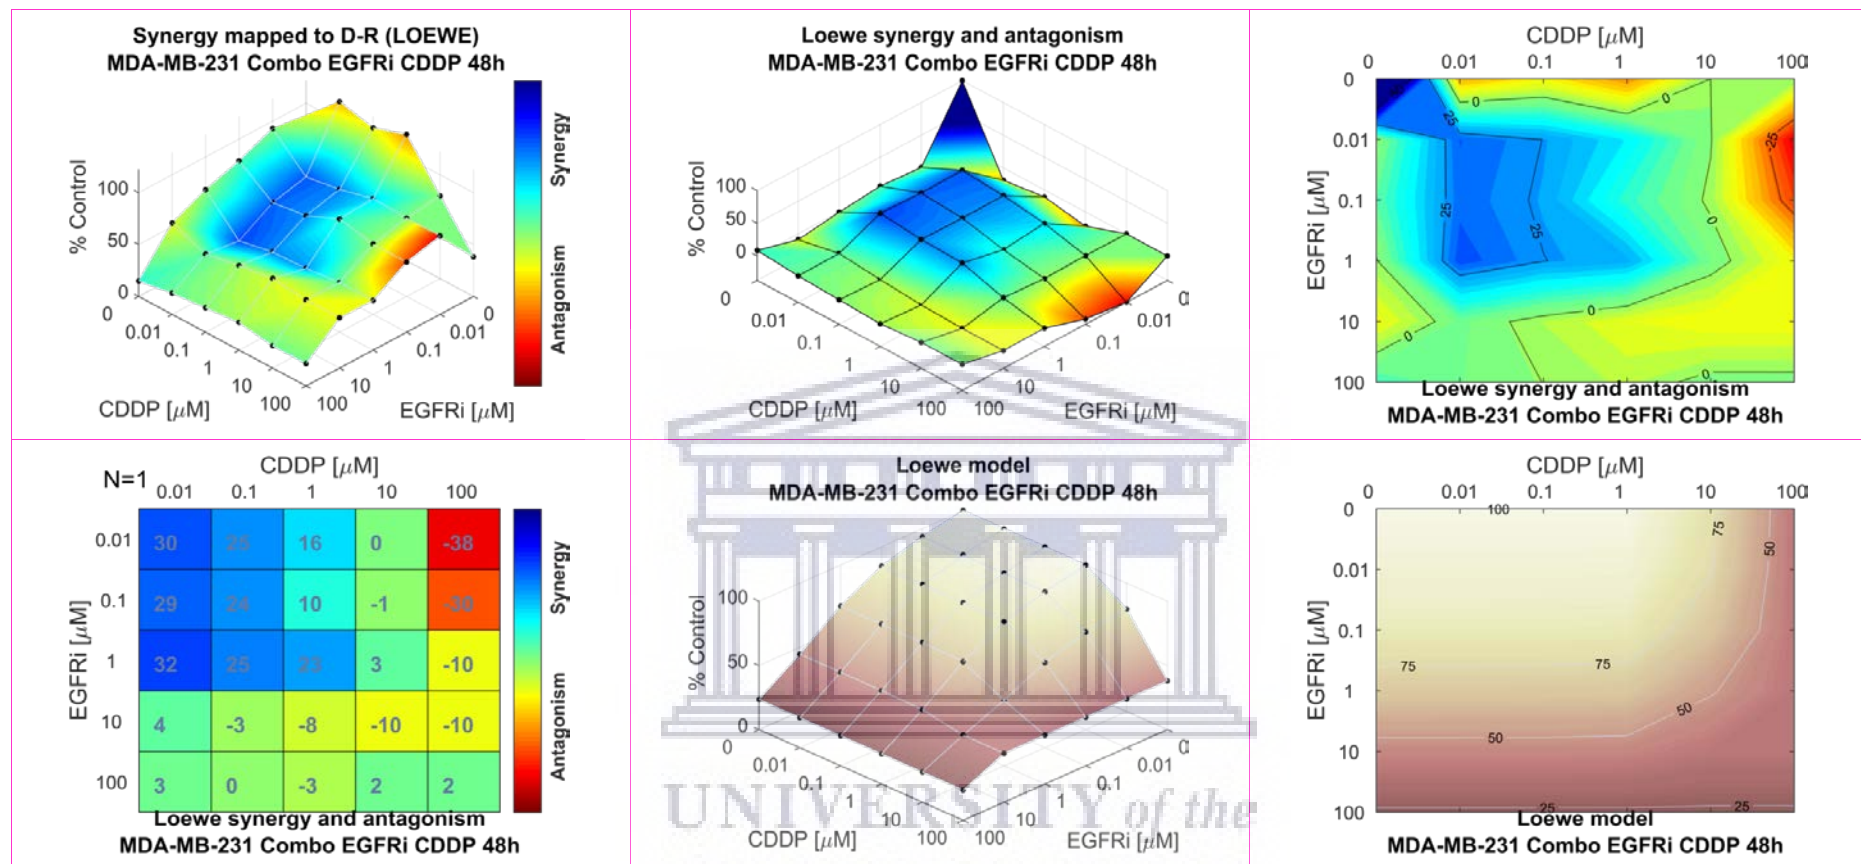 Synergy mapped to D-R (LOEWE)
MDA-MB-231 Combo EGFRi CDDP 48h
% Control
100
50
0
0
0.01
0.1
1
10
100
CDDP [μM]
100
10
1
0.1
0.01
0
EGFRi [μM]
Synergy
Antagonism
Loewe synergy and antagonism
MDA-MB-231 Combo EGFRi CDDP 48h
% Control
100
50
0
0
0.01
0.1
1
10
100
CDDP [μM]
100
10
1
0.1
0.01
0
EGFRi [μM]
CDDP [μM]
0 0.01 0.1 1 10 100
EGFRi [μM]
0
0.01
0.1
1
10
100
0
0
25
-25
25
25
0
0
0
0
Loewe synergy and antagonism
MDA-MB-231 Combo EGFRi CDDP 48h
CDDP [μM]
N=1
0.01 0.1 1 10 100
EGFRi [μM]
0.01 30 25 16 0 -38
0.1 29 24 10 -1 -30
1 32 25 23 3 -10
10 4 -3 -8 -10 -10
100 3 0 -3 2 2
Synergy
Antagonism
Loewe synergy and antagonism
MDA-MB-231 Combo EGFRi CDDP 48h
Loewe model
MDA-MB-231 Combo EGFRi CDDP 48h
% Control
100
50
0
0
0.01
0.1
1
10
100
CDDP [μM]
100
10
1
0.1
0.01
0
EGFRi [μM]
UNIVERSITY of the
CDDP [μM]
0 0.01 0.1 1 10 100
EGFRi [μM]
0
0.01
0.1
1
10
100
100
75
50
75
75
50
50
25
25
Loewe model
MDA-MB-231 Combo EGFRi CDDP 48h